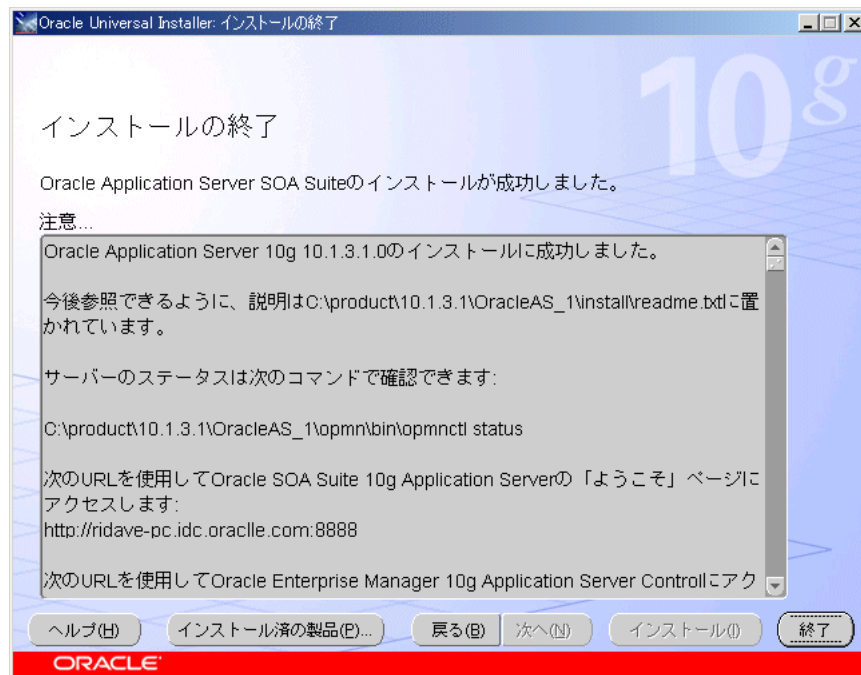 Oracle Universal Installer: インストールの終了
10g
インストールの終了
Oracle Application Server SOA Suiteのインストールが成功しました。
注意...
Oracle Application Server 10g 10.1.3.1.0のインストールに成功しました。
今後参照できるように、説明はC:\product\10.1.3.1\OracleAS_1\install\readme.txtに置
かれています。
サーバーのステータスは次のコマンドで確認できます:
C:\product\10.1.3.1\OracleAS_1\opmn\bin\opmnctl status
次のURLを使用してOracle SOA Suite 10g Application Serverの「ようこそ」ページに
アクセスします:
http://ridave-pc.idc.oraclle.com:8888
次のURLを使用してOracle Enterprise Manager 10g Application Server Controlにアク
ヘルプ(H) インストール済の製品(P)... 戻る(B) 次へ(N) インストール(I) 終了
ORACLE